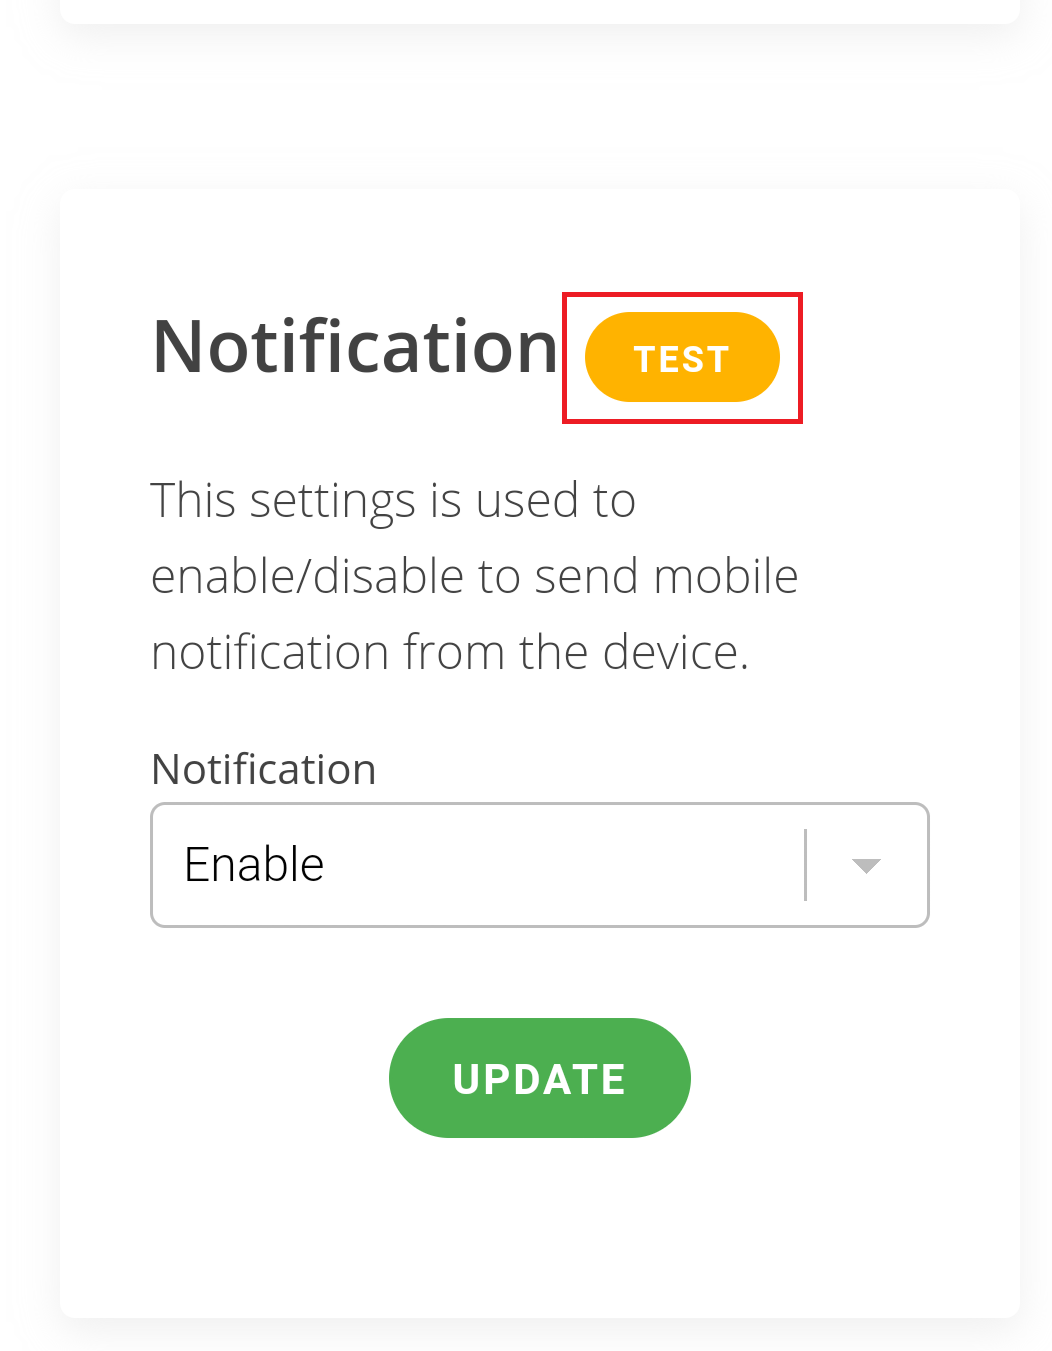 Notification TEST
This settings is used to
enable/disable to send mobile
notification from the device.
Notification
Enable
UPDATE